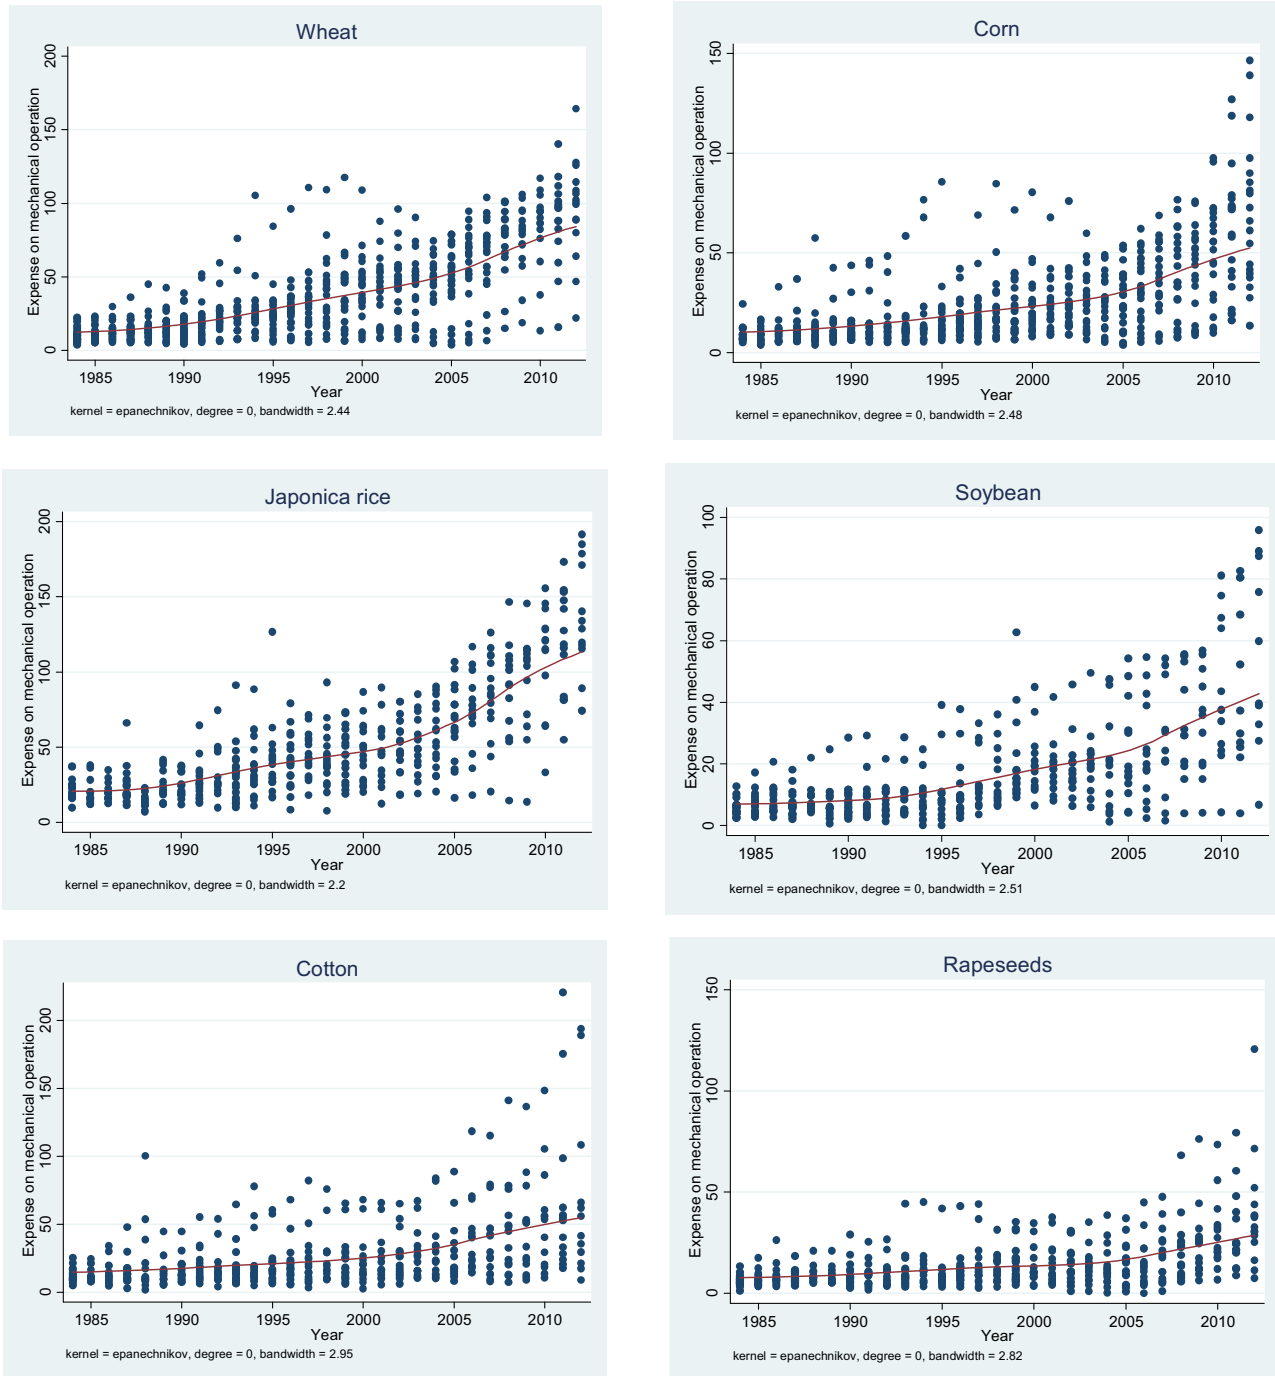 Wheat
Expense on mechanical operation
200
150
100
50
0
1985 1990 1995 2000 2005 2010
Year
kernel = epanechnikov, degree = 0, bandwidth = 2.44
Corn
Expense on mechanical operation
150
100
50
0
1985 1990 1995 2000 2005 2010
Year
kernel = epanechnikov, degree = 0, bandwidth = 2.48
Japonica rice
Expense on mechanical operation
200
150
100
50
0
1985 1990 1995 2000 2005 2010
Year
kernel = epanechnikov, degree = 0, bandwidth = 2.2
Soybean
Expense on mechanical operation
100
80
60
40
20
0
1985 1990 1995 2000 2005 2010
Year
kernel = epanechnikov, degree = 0, bandwidth = 2.51
Cotton
Expense on mechanical operation
200
150
100
50
0
1985 1990 1995 2000 2005 2010
Year
kernel = epanechnikov, degree = 0, bandwidth = 2.95
Rapeseeds
Expense on mechanical operation
150
100
50
0
1985 1990 1995 2000 2005 2010
Year
kernel = epanechnikov, degree = 0, bandwidth = 2.82